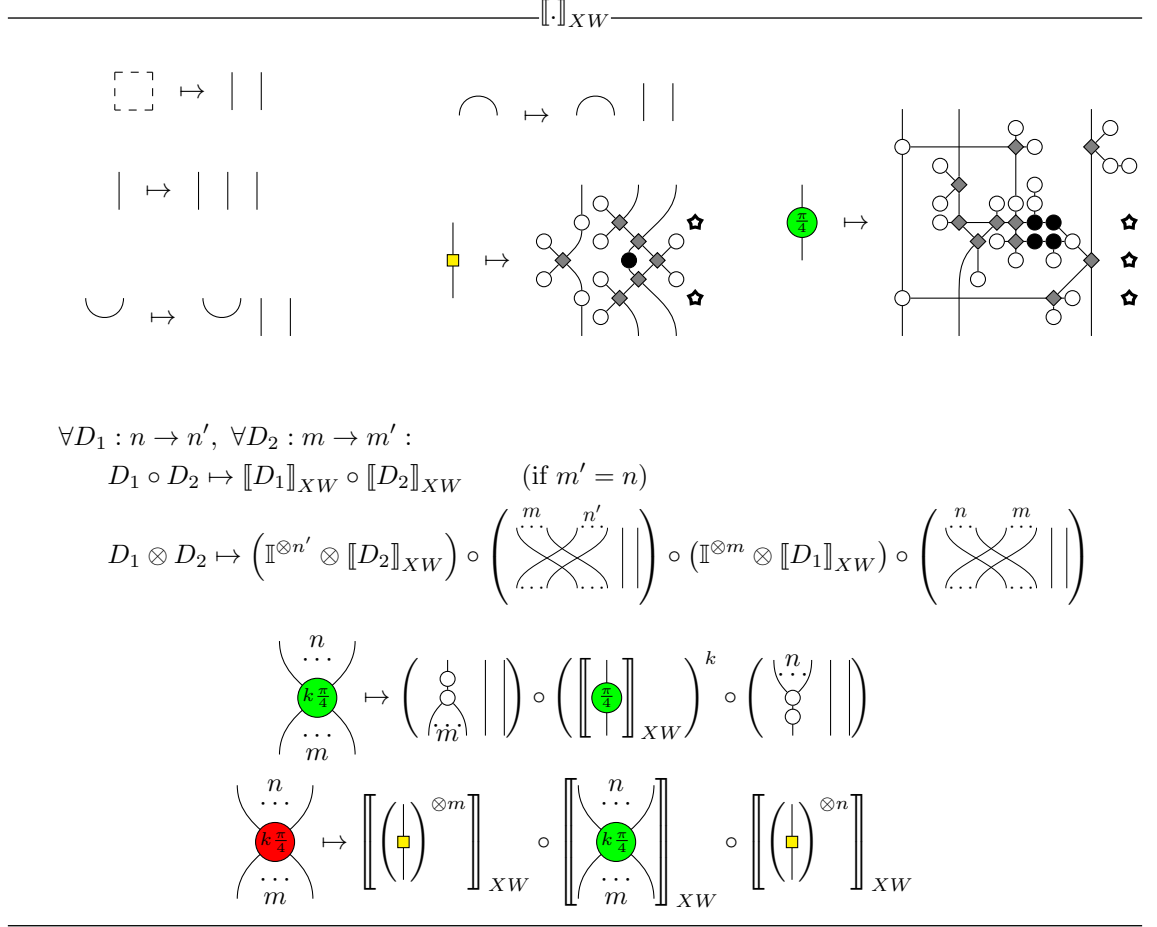 ⟦.⟧_{XW}
↦ ↦ π/4 ↦
↦ ↦
↦
∀D_1 : n → n′, ∀D_2 : m → m′ :
D_1 ∘ D_2 ↦ ⟦D_1⟧_{XW} ∘ ⟦D_2⟧_{XW} (if m′ = n)
D_1 ⊗ D_2 ↦ (𝕀^{⊗n′} ⊗ ⟦D_2⟧_{XW}) ∘ ( m ··· n′ ··· ··· ··· ) ∘ (𝕀^{⊗m} ⊗ ⟦D_1⟧_{XW}) ∘ ( n ··· m ··· ··· ··· )
n ··· k π/4 ··· m ↦ ( ··· m ) ∘ ( ⟦ π/4 ⟧_{XW} )^k ∘ ( n ··· )
n ··· k π/4 ··· m ↦ ⟦ ( )^{⊗m} ⟧_{XW} ∘ ⟦ n ··· k π/4 ··· m ⟧_{XW} ∘ ⟦ ( )^{⊗n} ⟧_{XW}